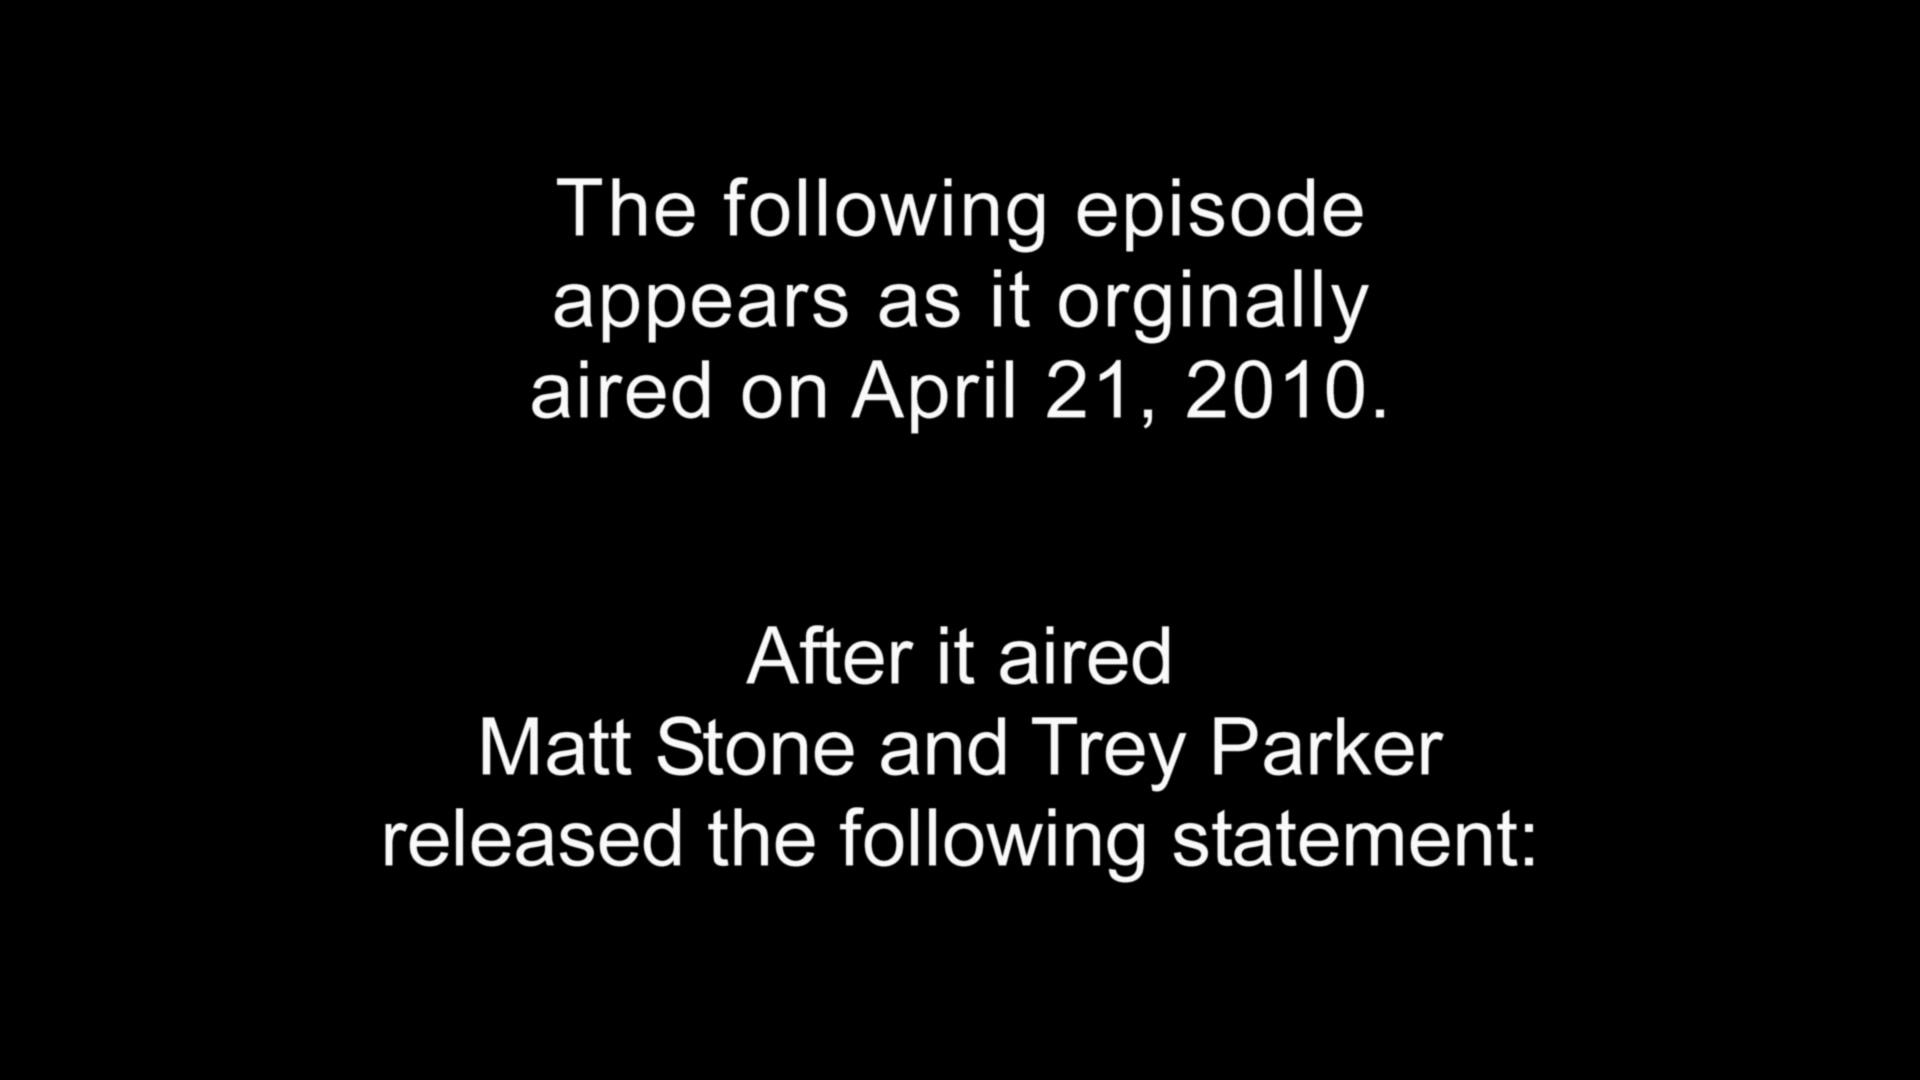 The following episode
appears as it orginally
aired on April 21, 2010.
After it aired
Matt Stone and Trey Parker
released the following statement: